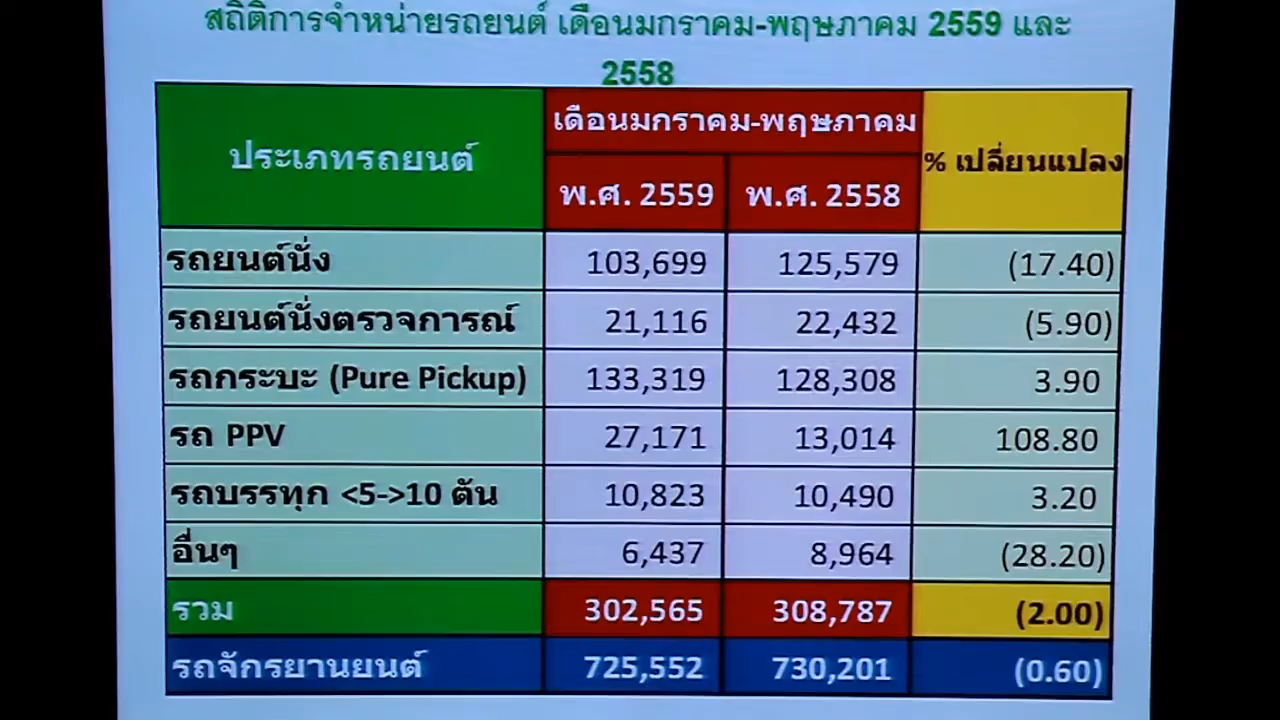 สถิติการจำหน่ายรถยนต์ เดือนมกราคม-พฤษภาคม 2559 และ
2558
ประเภทรถยนต์ เดือนมกราคม-พฤษภาคม % เปลี่ยนแปลง
พ.ศ. 2559 พ.ศ. 2558
รถยนต์นั่ง 103,699 125,579 (17.40)
รถยนต์นั่งตรวจการณ์ 21,116 22,432 (5.90)
รถกระบะ (Pure Pickup) 133,319 128,308 3.90
รถ PPV 27,171 13,014 108.80
รถบรรทุก <5->10 ตัน 10,823 10,490 3.20
อื่นๆ 6,437 8,964 (28.20)
รวม 302,565 308,787 (2.00)
รถจักรยานยนต์ 725,552 730,201 (0.60)